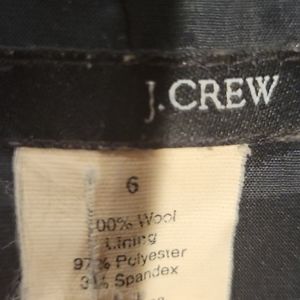 J.CREW
6
00% Wool
Lining
97% Polyester
3% Spandex